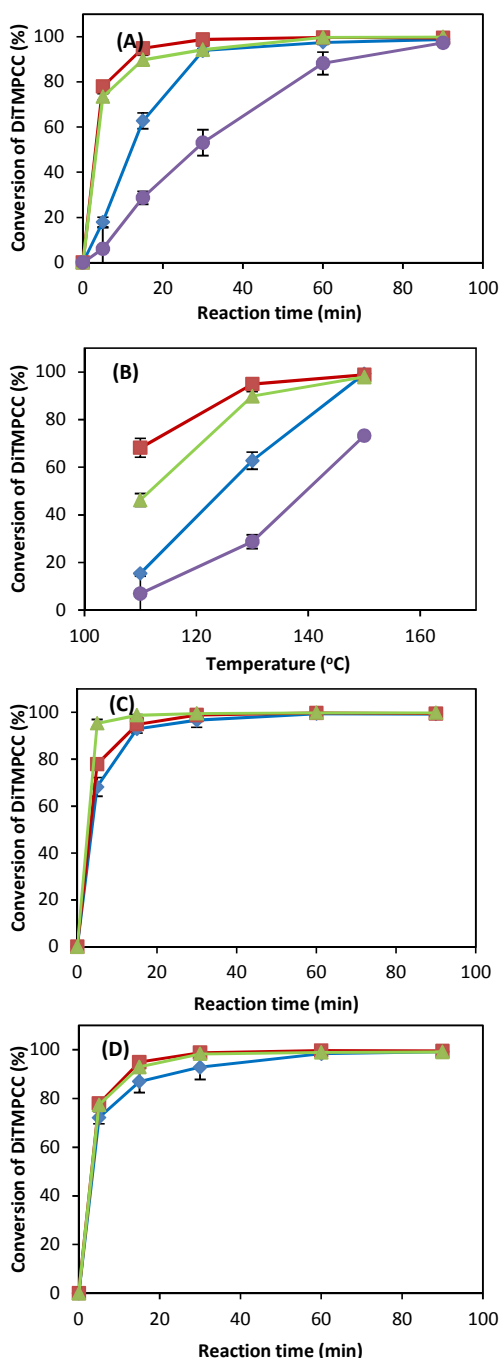 (A)
Conversion of DiTMPCC (%)
100
80
60
40
20
0
0 20 40 60 80 100
Reaction time (min)
(B)
Conversion of DiTMPCC (%)
100
80
60
40
20
0
100 120 140 160
Temperature (ºC)
(C)
Conversion of DiTMPCC (%)
100
80
60
40
20
0
0 20 40 60 80 100
Reaction time (min)
(D)
Conversion of DiTMPCC (%)
100
80
60
40
20
0
0 20 40 60 80 100
Reaction time (min)